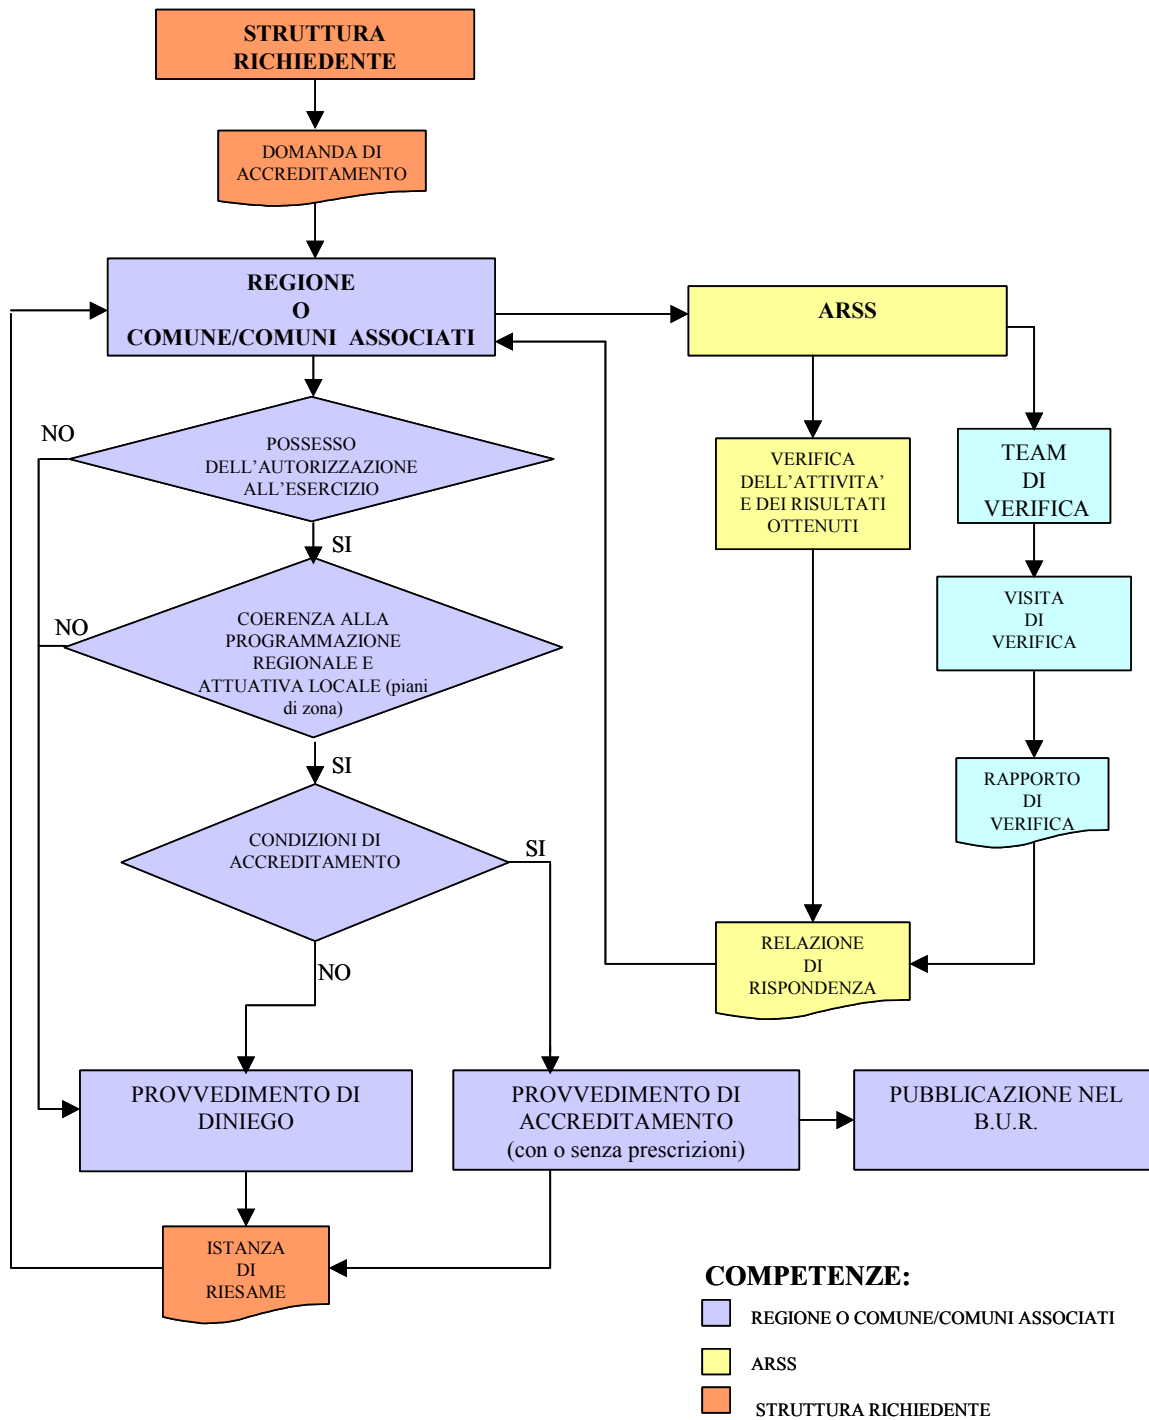 STRUTTURA
RICHIEDENTE
DOMANDA DI
ACCREDITAMENTO
REGIONE
O
COMUNE/COMUNI ASSOCIATI
ARSS
NO
POSSESSO
DELL’AUTORIZZAZIONE
ALL’ESERCIZIO
VERIFICA
DELL’ATTIVITA’
E DEI RISULTATI
OTTENUTI
TEAM
DI
VERIFICA
SI
NO
COERENZA ALLA
PROGRAMMAZIONE
REGIONALE E
ATTUATIVA LOCALE (piani
di zona)
VISITA
DI
VERIFICA
SI
RAPPORTO
DI
VERIFICA
CONDIZIONI DI
ACCREDITAMENTO
SI
NO
RELAZIONE
DI
RISPONDENZA
PROVVEDIMENTO DI
DINIEGO
PROVVEDIMENTO DI
ACCREDITAMENTO
(con o senza prescrizioni)
PUBBLICAZIONE NEL
B.U.R.
ISTANZA
DI
RIESAME
COMPETENZE:
REGIONE O COMUNE/COMUNI ASSOCIATI
ARSS
STRUTTURA RICHIEDENTE